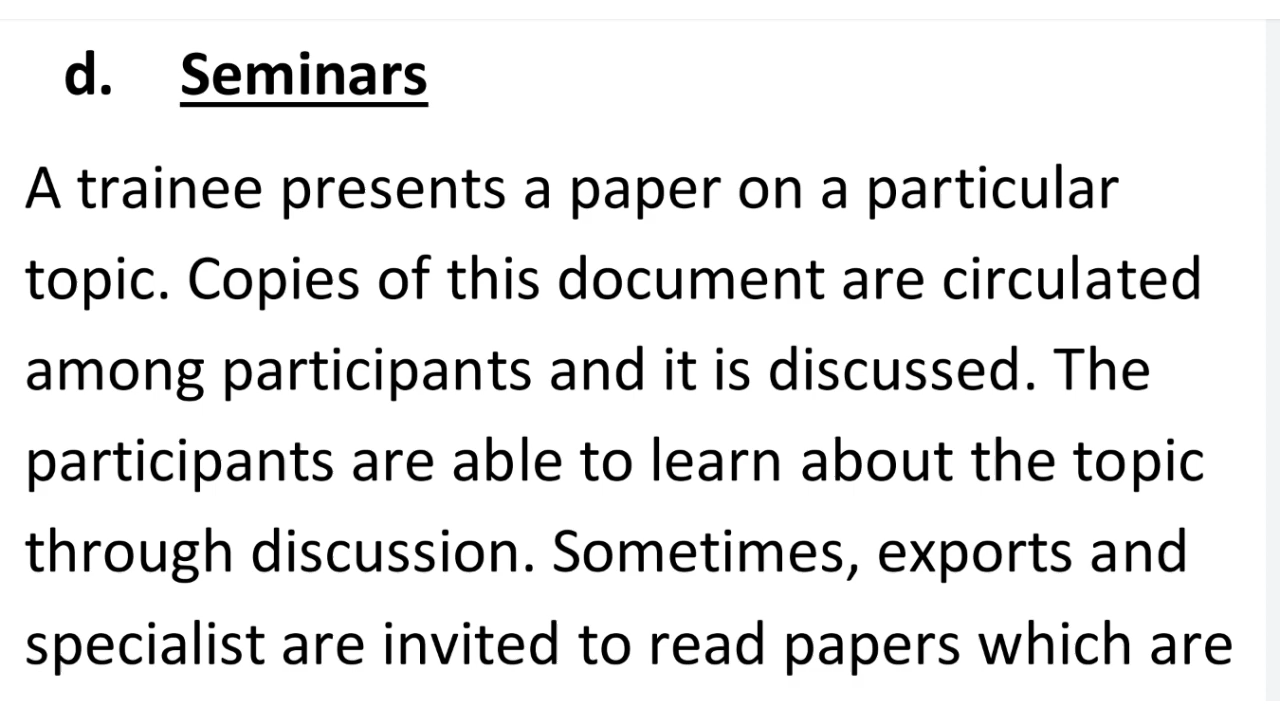 d. Seminars
A trainee presents a paper on a particular
topic. Copies of this document are circulated
among participants and it is discussed. The
participants are able to learn about the topic
through discussion. Sometimes, exports and
specialist are invited to read papers which are